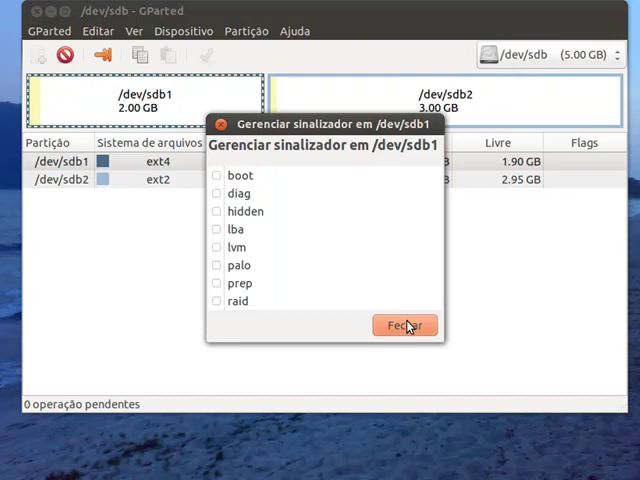 /dev/sdb - GParted
GParted Editar Ver Dispositivo Partição Ajuda
/dev/sdb (5.00 GB)
/dev/sdb1
2.00 GB
/dev/sdb2
3.00 GB
Gerenciar sinalizador em /dev/sdb1
Gerenciar sinalizador em /dev/sdb1
Partição Sistema de arquivos Livre Flags
/dev/sdb1 ext4 B 1.90 GB
/dev/sdb2 ext2 B 2.95 GB
boot
diag
hidden
lba
lvm
palo
prep
raid
Fechar
0 operação pendentes